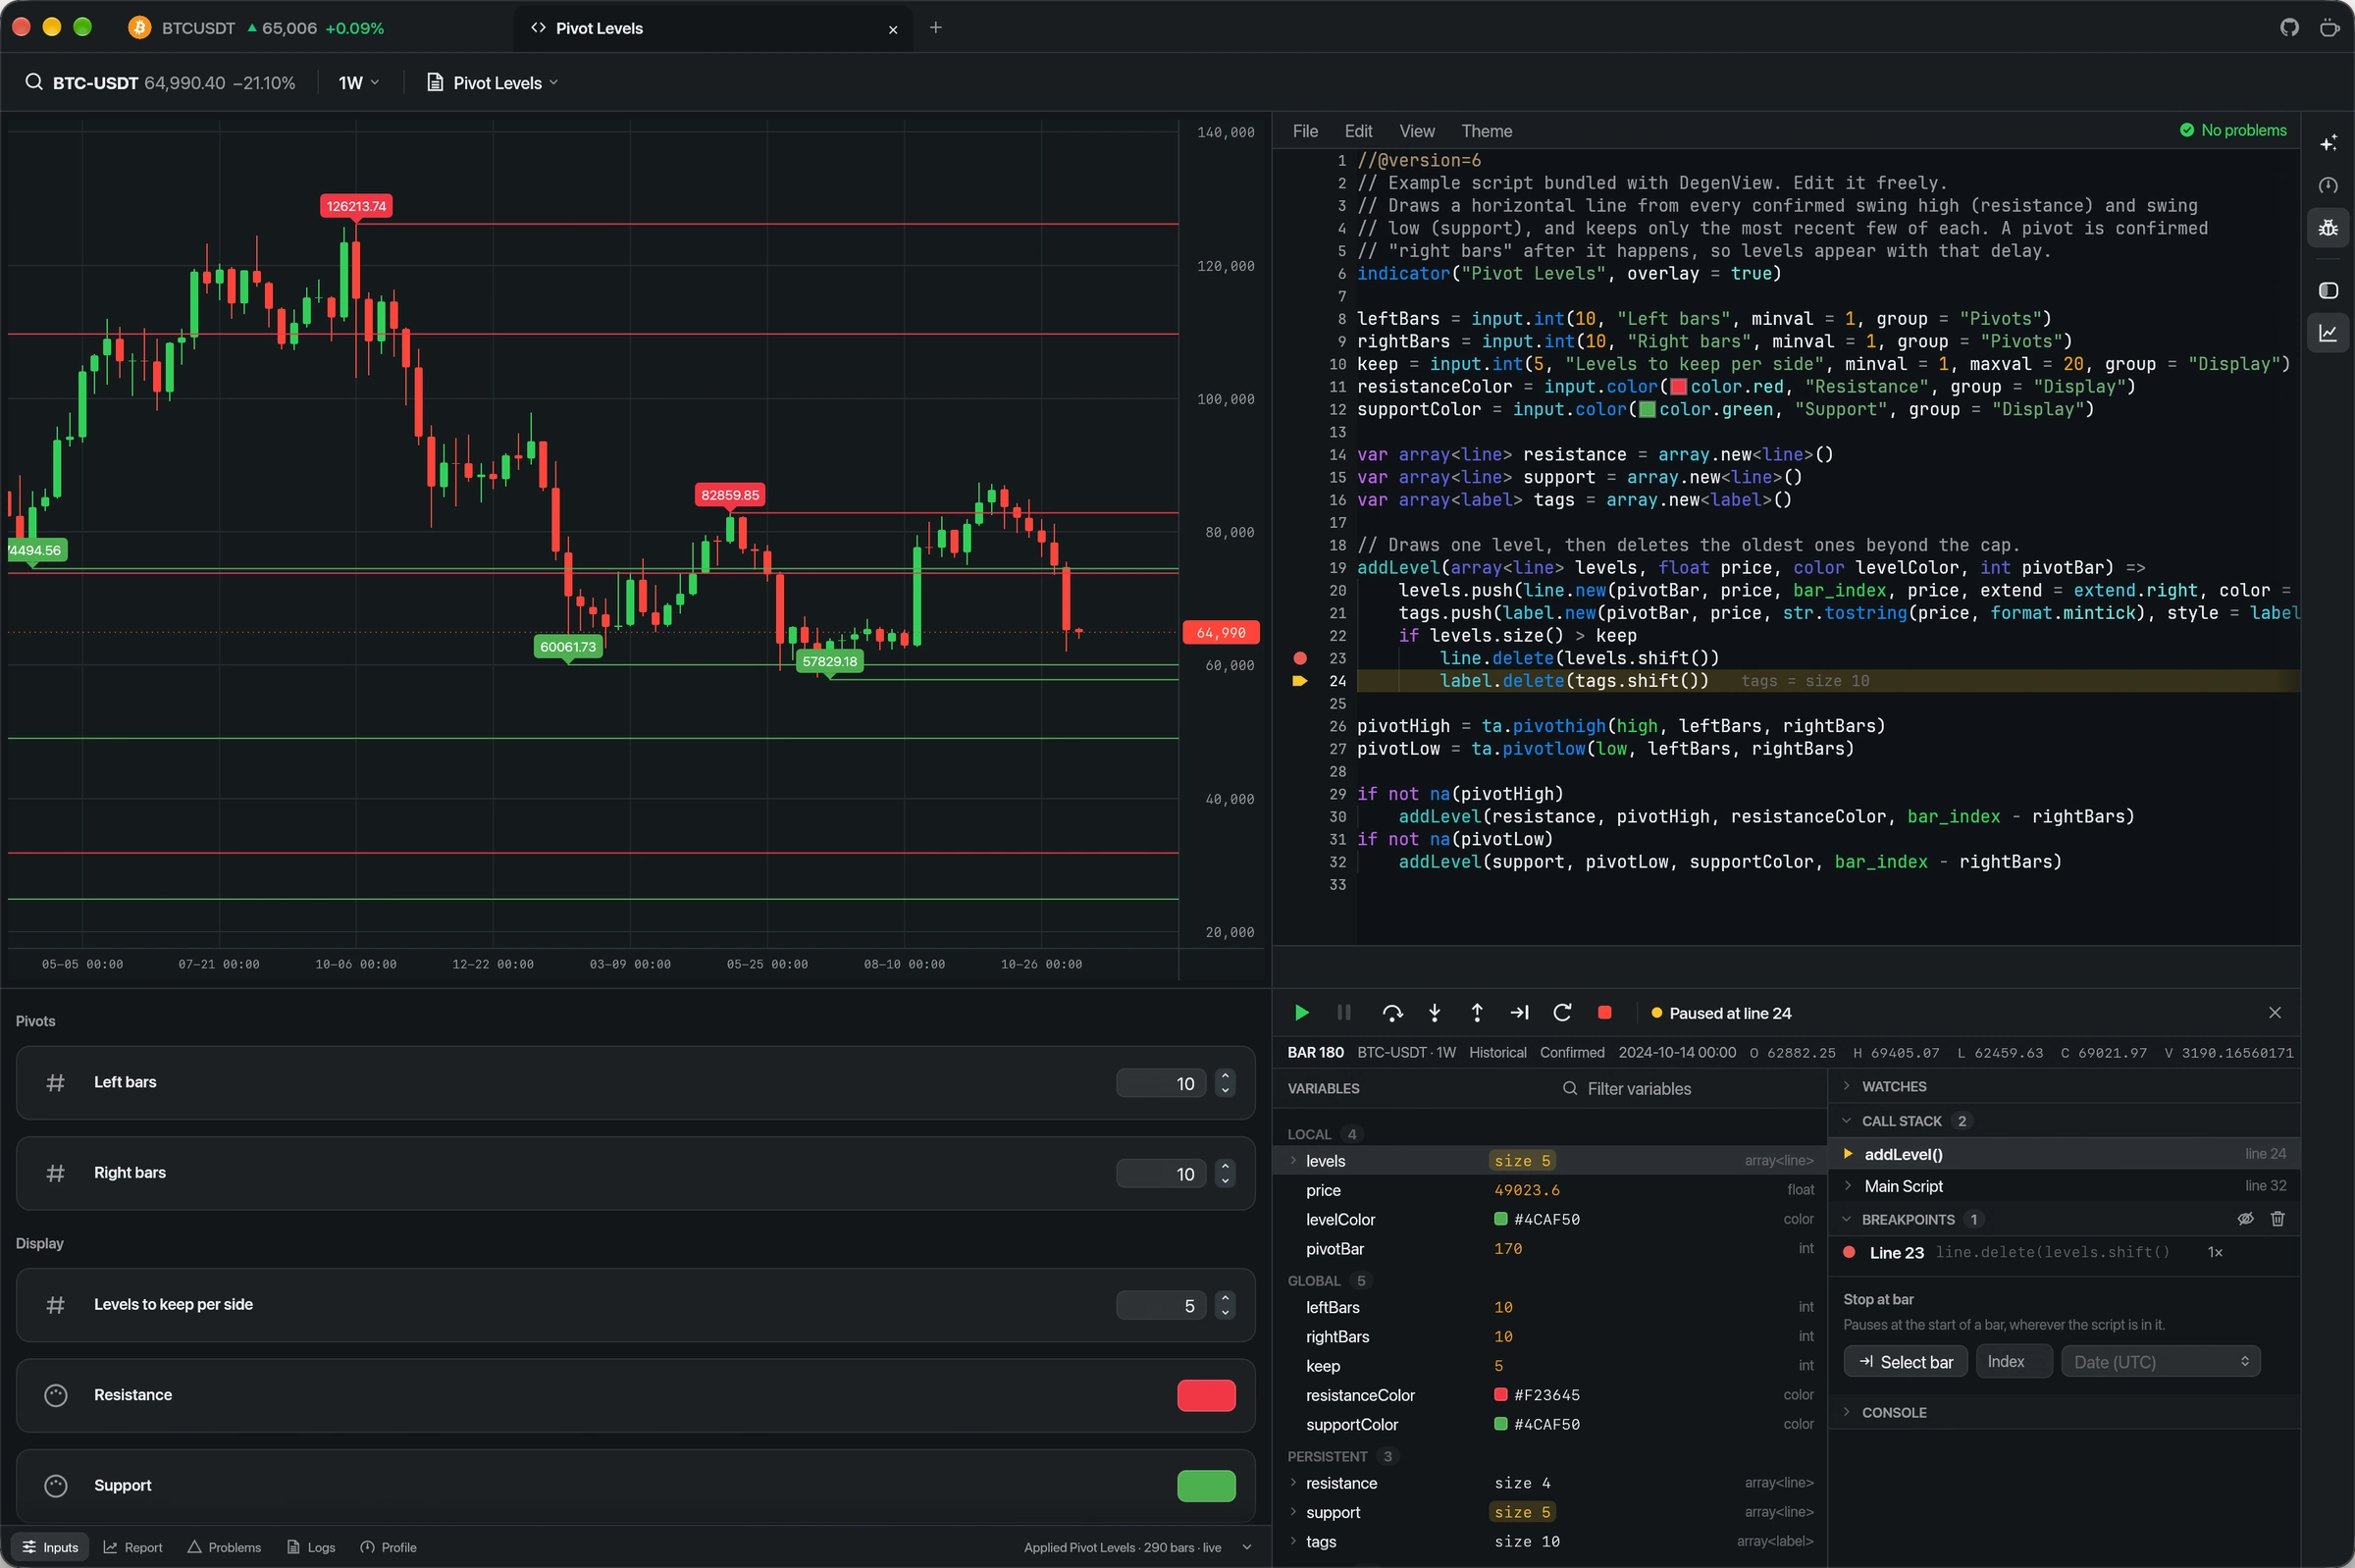 BTCUSDT ▲ 65,006 +0.09%
<> Pivot Levels × +
BTC-USDT 64,990.40 −21.10% 1W Pivot Levels
140,000
120,000
100,000
80,000
64,990
60,000
40,000
20,000
126213.74
82859.85
74494.56
60061.73
57829.18
05-05 00:00 07-21 00:00 10-06 00:00 12-22 00:00 03-09 00:00 05-25 00:00 08-10 00:00 10-26 00:00
File Edit View Theme No problems
1 //@version=6
2 // Example script bundled with DegenView. Edit it freely.
3 // Draws a horizontal line from every confirmed swing high (resistance) and swing
4 // low (support), and keeps only the most recent few of each. A pivot is confirmed
5 // "right bars" after it happens, so levels appear with that delay.
6 indicator("Pivot Levels", overlay = true)
7
8 leftBars = input.int(10, "Left bars", minval = 1, group = "Pivots")
9 rightBars = input.int(10, "Right bars", minval = 1, group = "Pivots")
10 keep = input.int(5, "Levels to keep per side", minval = 1, maxval = 20, group = "Display")
11 resistanceColor = input.color(color.red, "Resistance", group = "Display")
12 supportColor = input.color(color.green, "Support", group = "Display")
13
14 var array<line> resistance = array.new<line>()
15 var array<line> support = array.new<line>()
16 var array<label> tags = array.new<label>()
17
18 // Draws one level, then deletes the oldest ones beyond the cap.
19 addLevel(array<line> levels, float price, color levelColor, int pivotBar) =>
20 levels.push(line.new(pivotBar, price, bar_index, price, extend = extend.right, color =
21 tags.push(label.new(pivotBar, price, str.tostring(price, format.mintick), style = label
22 if levels.size() > keep
23 line.delete(levels.shift())
24 label.delete(tags.shift()) tags = size 10
25
26 pivotHigh = ta.pivothigh(high, leftBars, rightBars)
27 pivotLow = ta.pivotlow(low, leftBars, rightBars)
28
29 if not na(pivotHigh)
30 addLevel(resistance, pivotHigh, resistanceColor, bar_index - rightBars)
31 if not na(pivotLow)
32 addLevel(support, pivotLow, supportColor, bar_index - rightBars)
33
Pivots
Left bars 10
Right bars 10
Display
Levels to keep per side 5
Resistance
Support
Inputs Report Problems Logs Profile Applied Pivot Levels · 290 bars · live
Paused at line 24
BAR 180 BTC-USDT · 1W Historical Confirmed 2024-10-14 00:00 O 62882.25 H 69405.07 L 62459.63 C 69021.97 V 3190.16560171
VARIABLES Filter variables
LOCAL 4
levels size 5 array<line>
price 49023.6 float
levelColor #4CAF50 color
pivotBar 170 int
GLOBAL 5
leftBars 10 int
rightBars 10 int
keep 5 int
resistanceColor #F23645 color
supportColor #4CAF50 color
PERSISTENT 3
resistance size 4 array<line>
support size 5 array<line>
tags size 10 array<label>
WATCHES
CALL STACK 2
addLevel() line 24
Main Script line 32
BREAKPOINTS 1
Line 23 line.delete(levels.shift() 1×
Stop at bar
Pauses at the start of a bar, wherever the script is in it.
Select bar Index Date (UTC)
CONSOLE